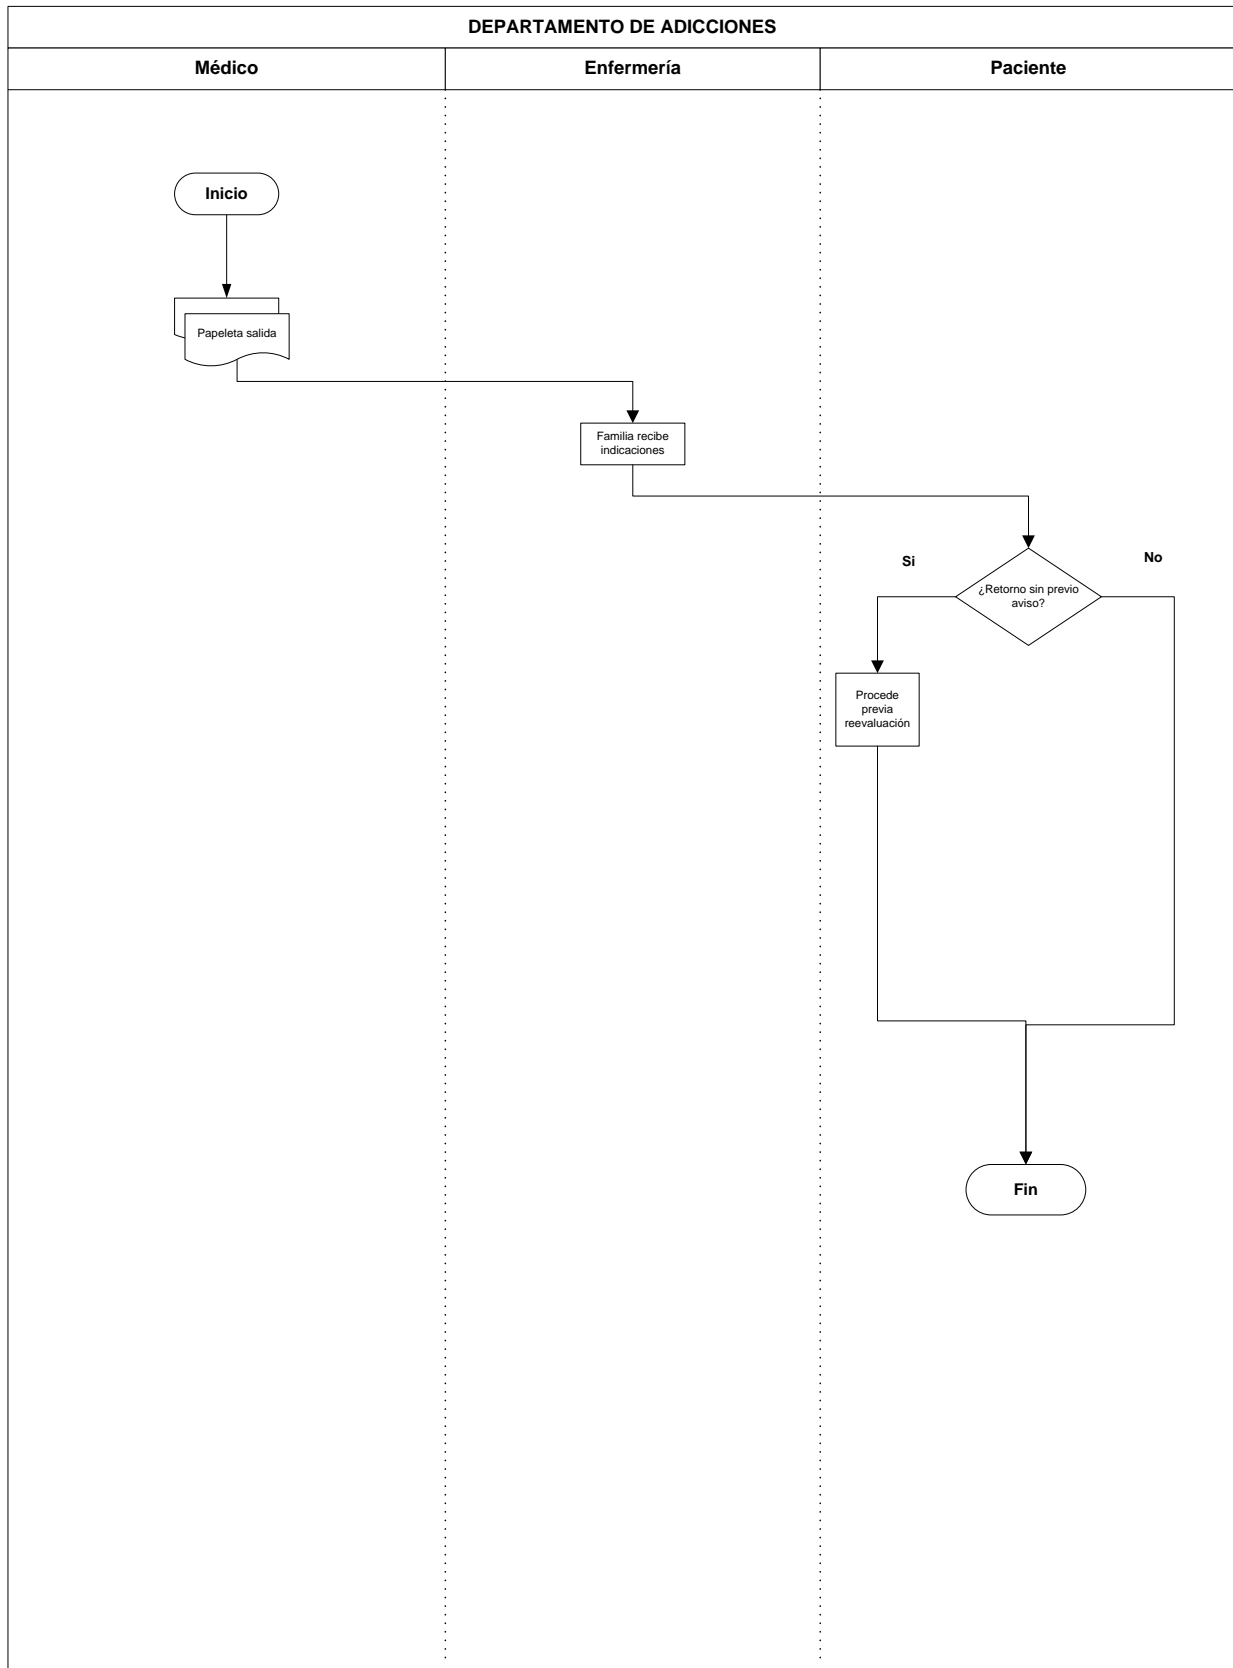 DEPARTAMENTO DE ADICCIONES
Médico
Enfermería
Paciente
Inicio
Papeleta salida
Familia recibe
indicaciones
Si
No
¿Retorno sin previo
aviso?
Procede
previa
reevaluación
Fin